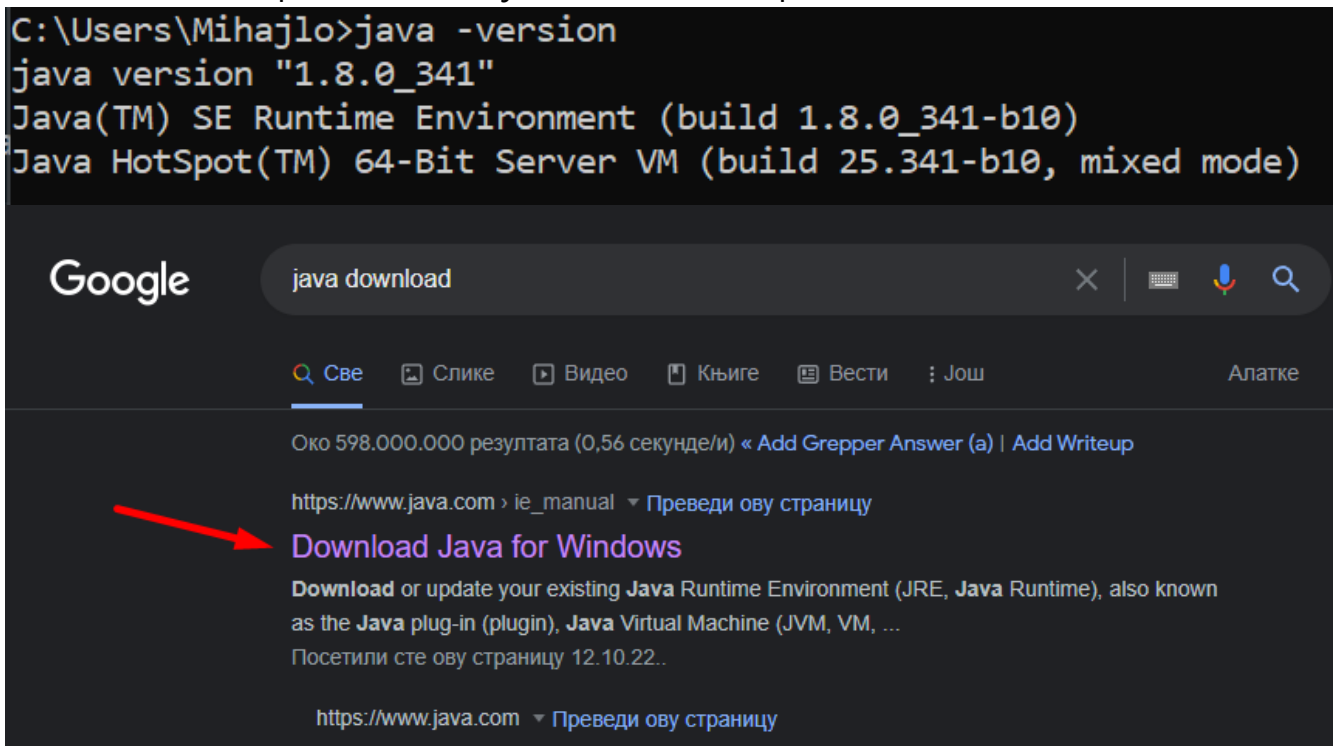 C:\Users\Mihajlo>java -version
java version "1.8.0_341"
Java(TM) SE Runtime Environment (build 1.8.0_341-b10)
Java HotSpot(TM) 64-Bit Server VM (build 25.341-b10, mixed mode)
Google
java download
Све Слике Видео Књиге Вести Још Алатке
Око 598.000.000 резултата (0,56 секунде/и) « Add Grepper Answer (a) | Add Writeup
https://www.java.com › ie_manual Преведи ову страницу
Download Java for Windows
Download or update your existing Java Runtime Environment (JRE, Java Runtime), also known
as the Java plug-in (plugin), Java Virtual Machine (JVM, VM, ...
Посетили сте ову страницу 12.10.22..
https://www.java.com Преведи ову страницу